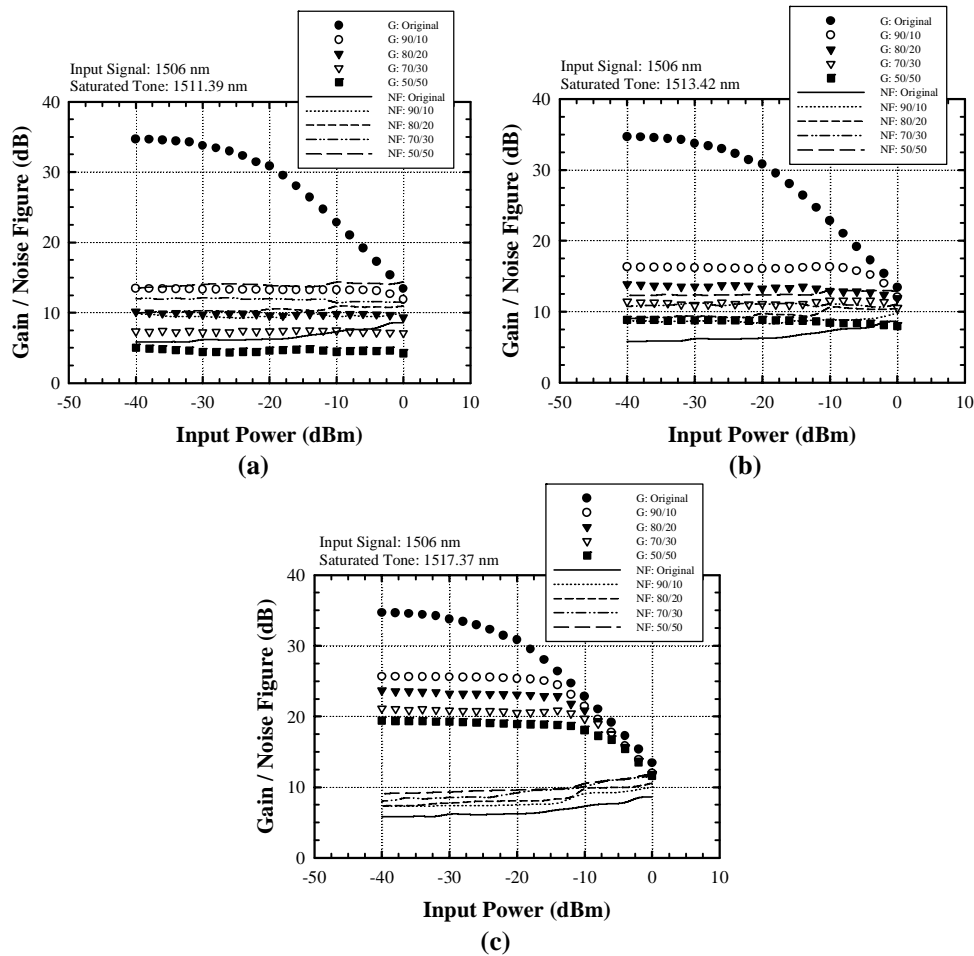 G: Original
G: 90/10
G: 80/20
G: 70/30
G: 50/50
NF: Original
NF: 90/10
NF: 80/20
NF: 70/30
NF: 50/50
Input Signal: 1506 nm
Saturated Tone: 1511.39 nm
Gain / Noise Figure (dB)
40
30
20
10
0
-50
-40
-30
-20
-10
0
10
Input Power (dBm)
(a)
G: Original
G: 90/10
G: 80/20
G: 70/30
G: 50/50
NF: Original
NF: 90/10
NF: 80/20
NF: 70/30
NF: 50/50
Input Signal: 1506 nm
Saturated Tone: 1513.42 nm
Gain / Noise Figure (dB)
40
30
20
10
0
-50
-40
-30
-20
-10
0
10
Input Power (dBm)
(b)
G: Original
G: 90/10
G: 80/20
G: 70/30
G: 50/50
NF: Original
NF: 90/10
NF: 80/20
NF: 70/30
NF: 50/50
Input Signal: 1506 nm
Saturated Tone: 1517.37 nm
Gain / Noise Figure (dB)
40
30
20
10
0
-50
-40
-30
-20
-10
0
10
Input Power (dBm)
(c)